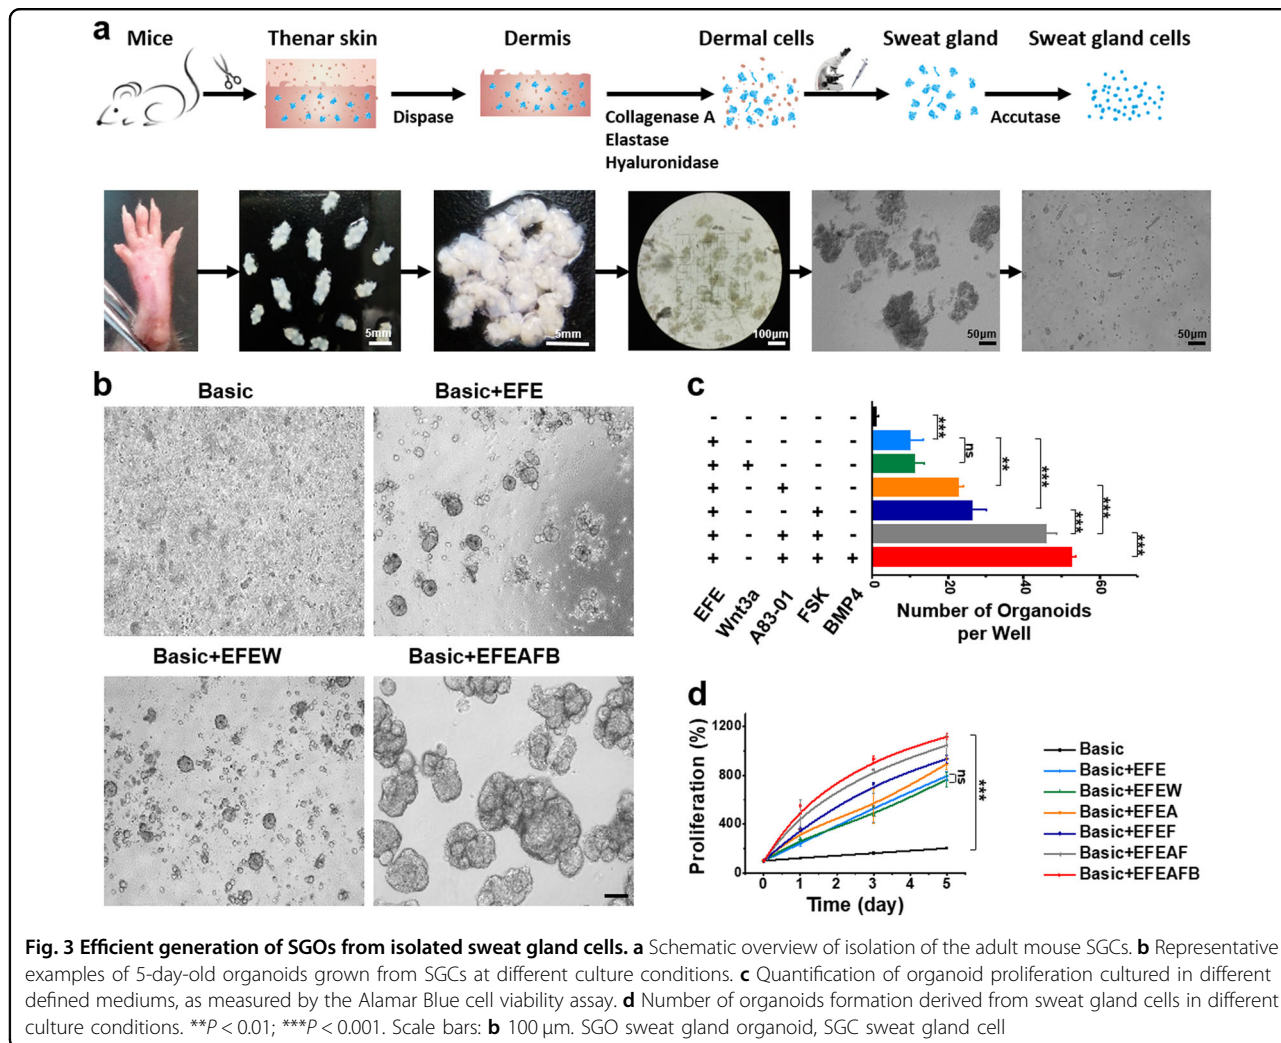 a
Mice
Thenar skin
Dermis
Dermal cells
Sweat gland
Sweat gland cells
Dispase
Collagenase A
Elastase
Hyaluronidase
Accutase
5mm
5mm
100μm
50μm
50μm
b
Basic
Basic+EFE
Basic+EFEW
Basic+EFEAFB
c
- - - - -
+ - - - -
+ + - - -
+ - + - -
+ - - + -
+ - + + -
+ - + + +
EFE
Wnt3a
A83-01
FSK
BMP4
***
ns
**
***
***
***
***
0
20
40
60
Number of Organoids
per Well
d
Proliferation (%)
1200
800
400
0
0 1 2 3 4 5
Time (day)
ns
***
Basic
Basic+EFE
Basic+EFEW
Basic+EFEA
Basic+EFEF
Basic+EFEAF
Basic+EFEAFB
Fig. 3 Efficient generation of SGOs from isolated sweat gland cells. a Schematic overview of isolation of the adult mouse SGCs. b Representative
examples of 5-day-old organoids grown from SGCs at different culture conditions. c Quantification of organoid proliferation cultured in different
defined mediums, as measured by the Alamar Blue cell viability assay. d Number of organoids formation derived from sweat gland cells in different
culture conditions. **P < 0.01; ***P < 0.001. Scale bars: b 100 μm. SGO sweat gland organoid, SGC sweat gland cell